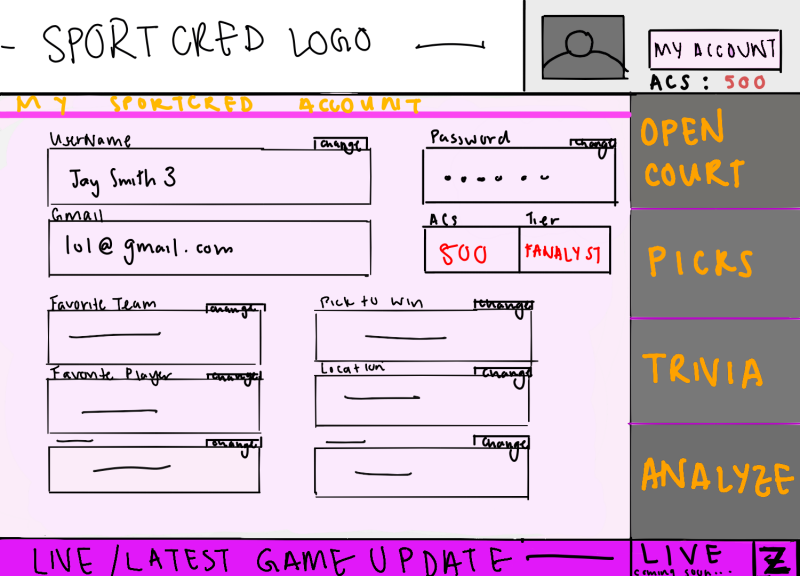 SPORTCRED LOGO
MY ACCOUNT
ACS : 500
MY SPORTCRED ACCOUNT
UserName change
Jay Smith 3
Password change
Gmail
lol@gmail.com
ACS Tier
500 *ANALYST
Favorite Team change
Pick to win change
Favorite Player change
Location change
change
change
OPEN
COURT
PICKS
TRIVIA
ANALYZE
LIVE/LATEST GAME UPDATE
LIVE
coming soon...
Z